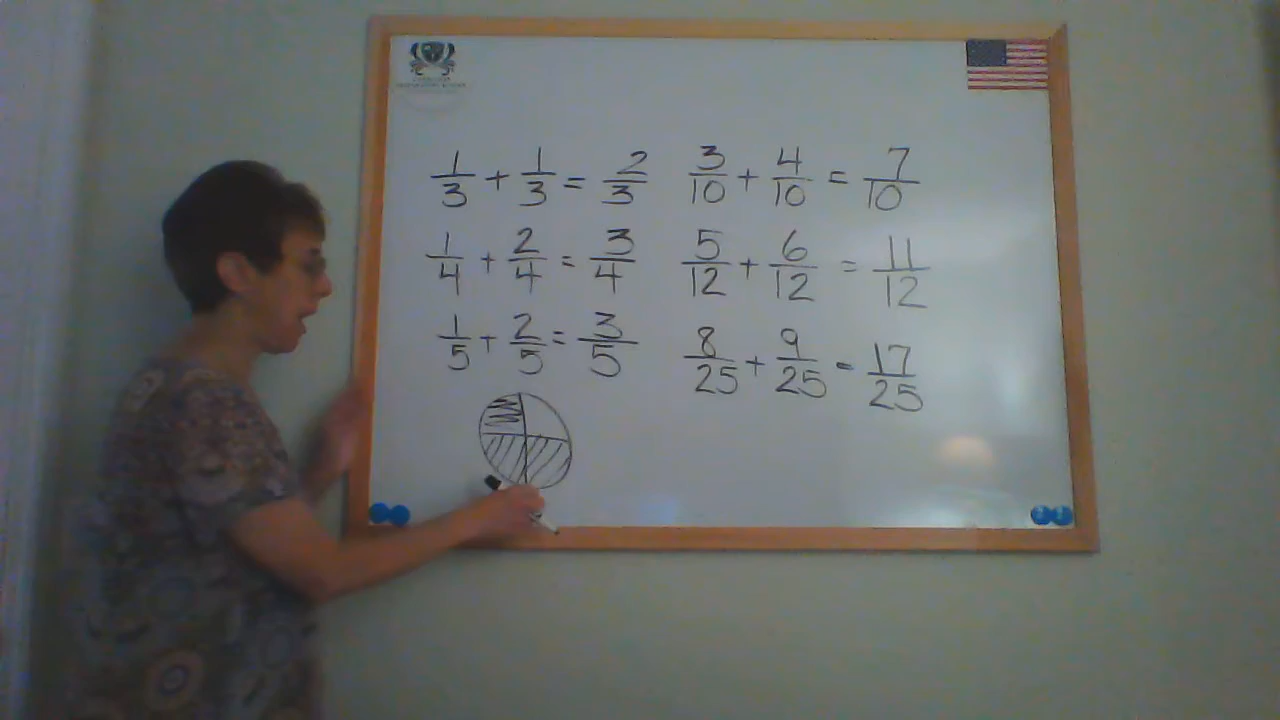 1/3 + 1/3 = 2/3
1/4 + 2/4 = 3/4
1/5 + 2/5 = 3/5
3/10 + 4/10 = 7/10
5/12 + 6/12 = 11/12
8/25 + 9/25 = 17/25